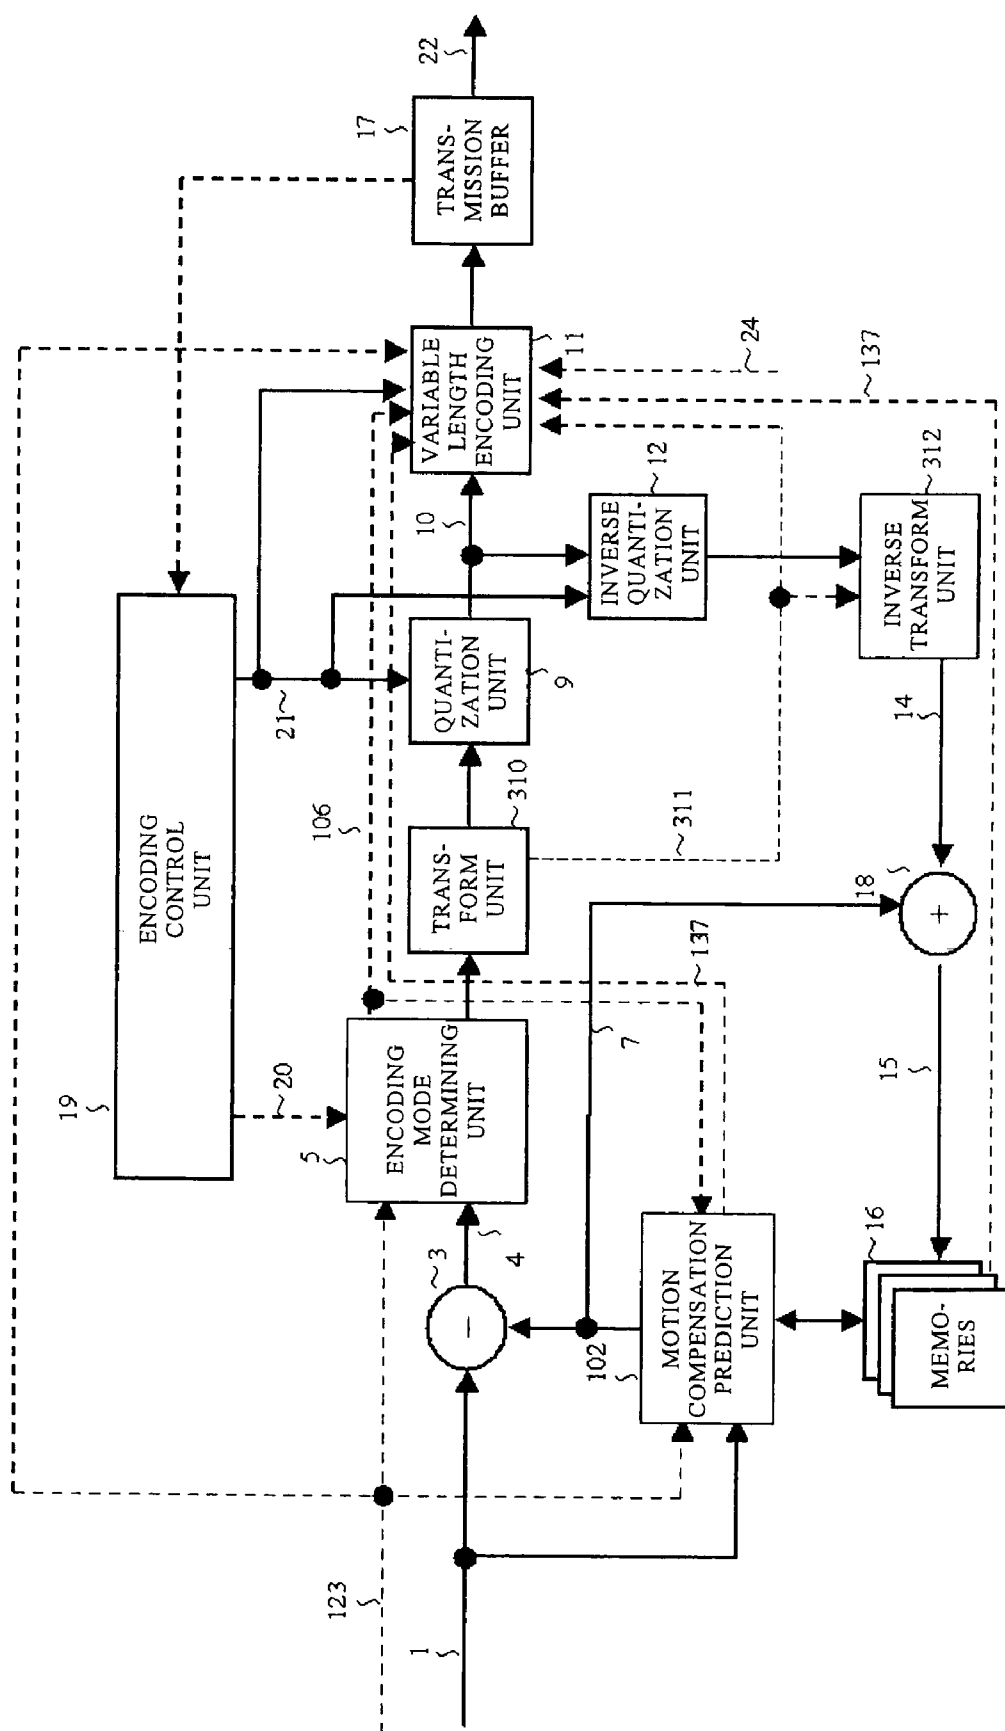 19
ENCODING
CONTROL
UNIT
17
TRANS-
MISSION
BUFFER
22
20
21
106
123
1
3
4
5
ENCODING
MODE
DETERMINING
UNIT
TRANS-
FORM
UNIT
310
QUANTI-
ZATION
UNIT
9
10
VARIABLE
LENGTH
ENCODING
UNIT
11
24
137
INVERSE
QUANTI-
ZATION
UNIT
12
311
137
7
102
MOTION
COMPENSATION
PREDICTION
UNIT
−
+
18
14
15
INVERSE
TRANSFORM
UNIT
312
16
MEMO-
RIES